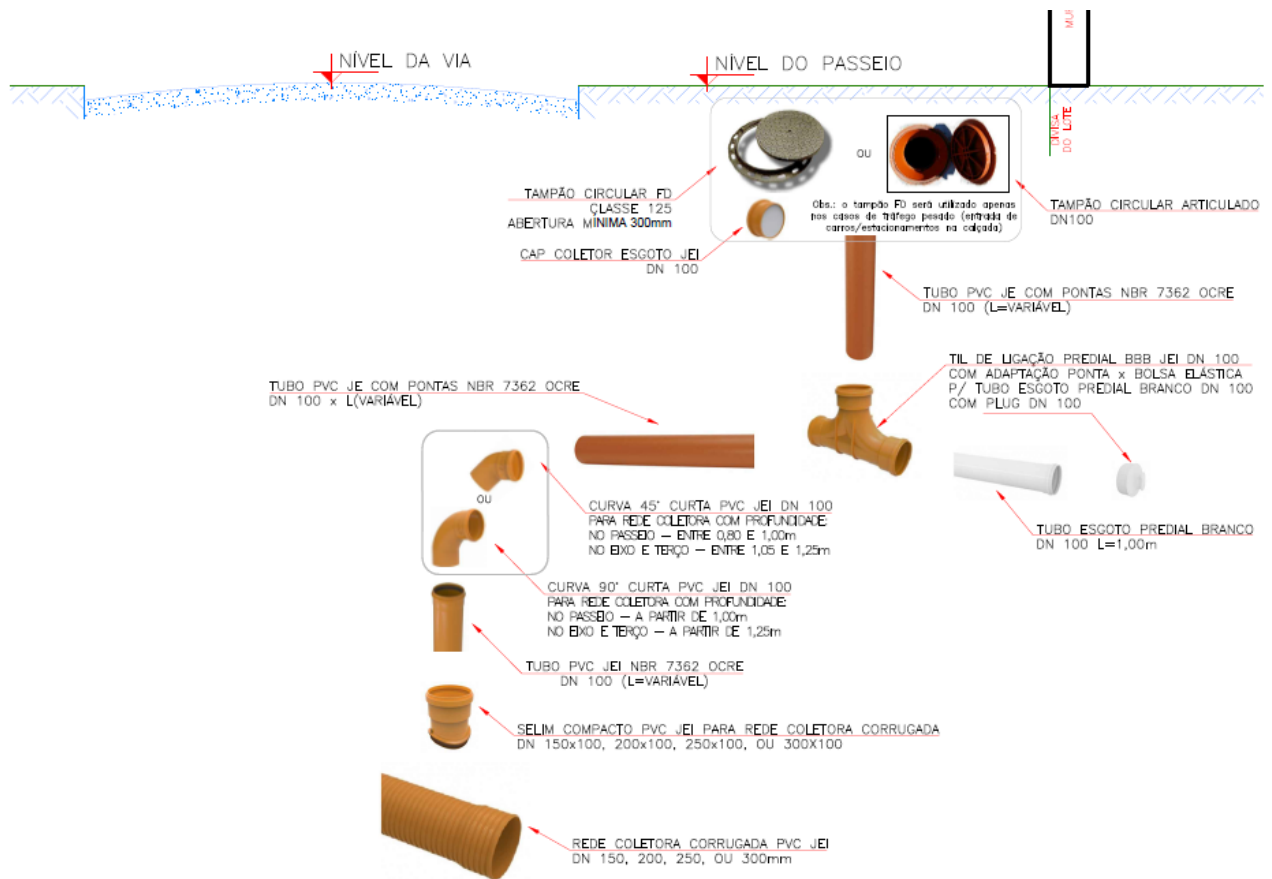 NÍVEL DA VIA
NÍVEL DO PASSEIO
DIVISA
DO LOTE
OU
TAMPÃO CIRCULAR FD
CLASSE 125
ABERTURA MÍNIMA 300mm
Obs.: o tampão FD será utilizado apenas
nos casos de tráfego pesado (entrada de
carros/estacionamentos na calçada)
TAMPÃO CIRCULAR ARTICULADO
DN100
CAP COLETOR ESGOTO JEI
DN 100
TUBO PVC JE COM PONTAS NBR 7362 OCRE
DN 100 (L=VARIÁVEL)
TIL DE LIGAÇÃO PREDIAL BBB JEI DN 100
COM ADAPTAÇÃO PONTA x BOLSA ELÁSTICA
P/ TUBO ESGOTO PREDIAL BRANCO DN 100
COM PLUG DN 100
TUBO PVC JE COM PONTAS NBR 7362 OCRE
DN 100 x L(VARIÁVEL)
OU
CURVA 45° CURTA PVC JEI DN 100
PARA REDE COLETORA COM PROFUNDIDADE:
NO PASSEIO – ENTRE 0,80 E 1,00m
NO EIXO E TERÇO – ENTRE 1,05 E 1,25m
TUBO ESGOTO PREDIAL BRANCO
DN 100 L=1,00m
CURVA 90° CURTA PVC JEI DN 100
PARA REDE COLETORA COM PROFUNDIDADE:
NO PASSEIO – A PARTIR DE 1,00m
NO EIXO E TERÇO – A PARTIR DE 1,25m
TUBO PVC JEI NBR 7362 OCRE
DN 100 (L=VARIÁVEL)
SELIM COMPACTO PVC JEI PARA REDE COLETORA CORRUGADA
DN 150x100, 200x100, 250x100, OU 300X100
REDE COLETORA CORRUGADA PVC JEI
DN 150, 200, 250, OU 300mm